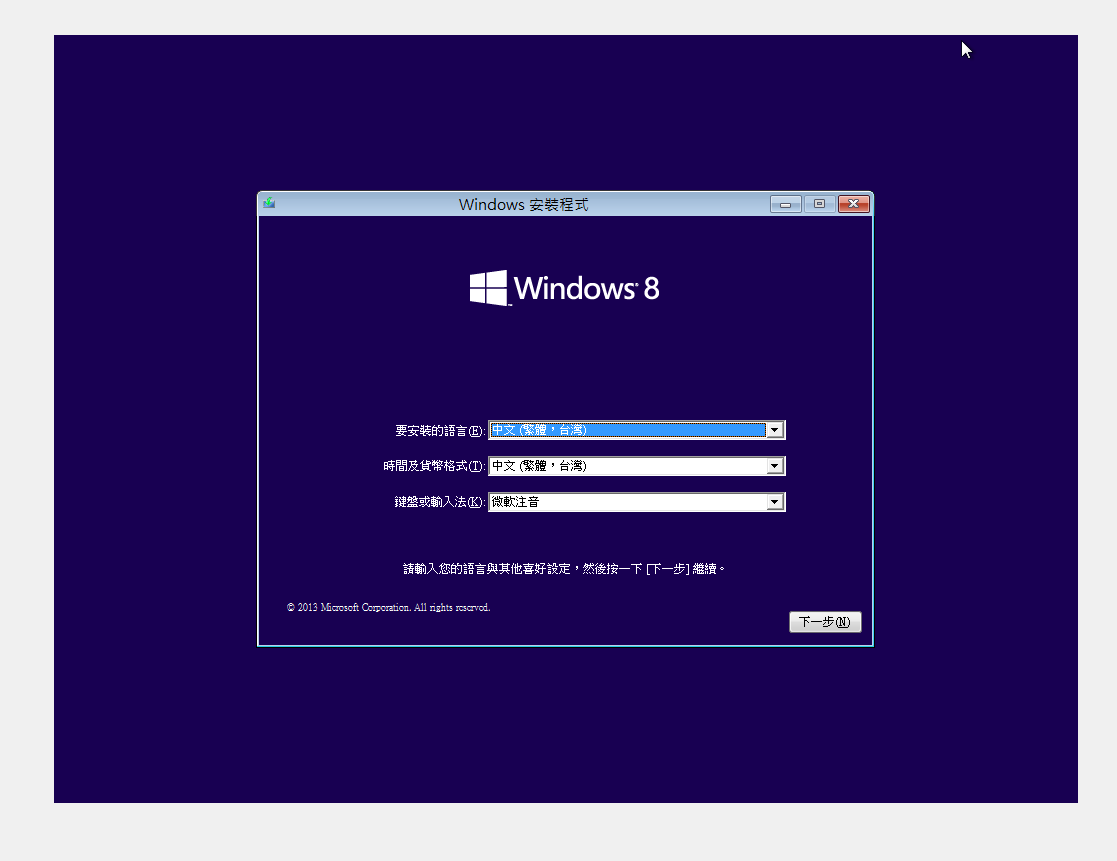 Windows 安裝程式
Windows 8
要安裝的語言(E): 中文 (繁體，台灣)
時間及貨幣格式(T): 中文 (繁體，台灣)
鍵盤或輸入法(K): 微軟注音
請輸入您的語言與其他喜好設定，然後按一下 [下一步] 繼續。
© 2013 Microsoft Corporation. All rights reserved.
下一步(N)